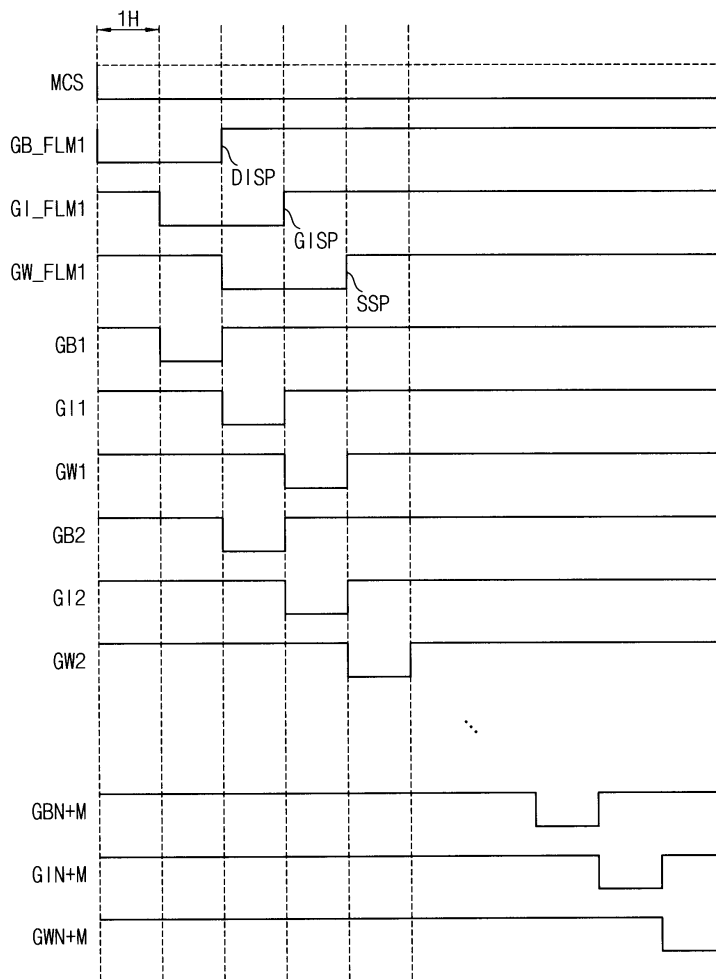 1H
MCS
GB_FLM1
DISP
GI_FLM1
GISP
GW_FLM1
SSP
GB1
GI1
GW1
GB2
GI2
GW2
GBN+M
GIN+M
GWN+M